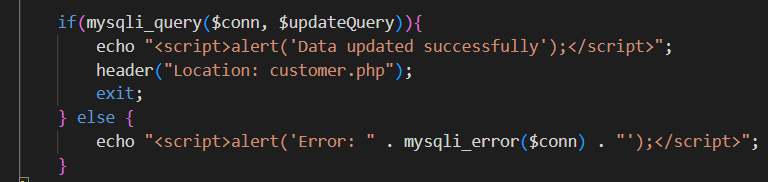 if(mysqli_query($conn, $updateQuery)){
echo "<script>alert('Data updated successfully');</script>";
header("Location: customer.php");
exit;
} else {
echo "<script>alert('Error: " . mysqli_error($conn) . "');</script>";
}